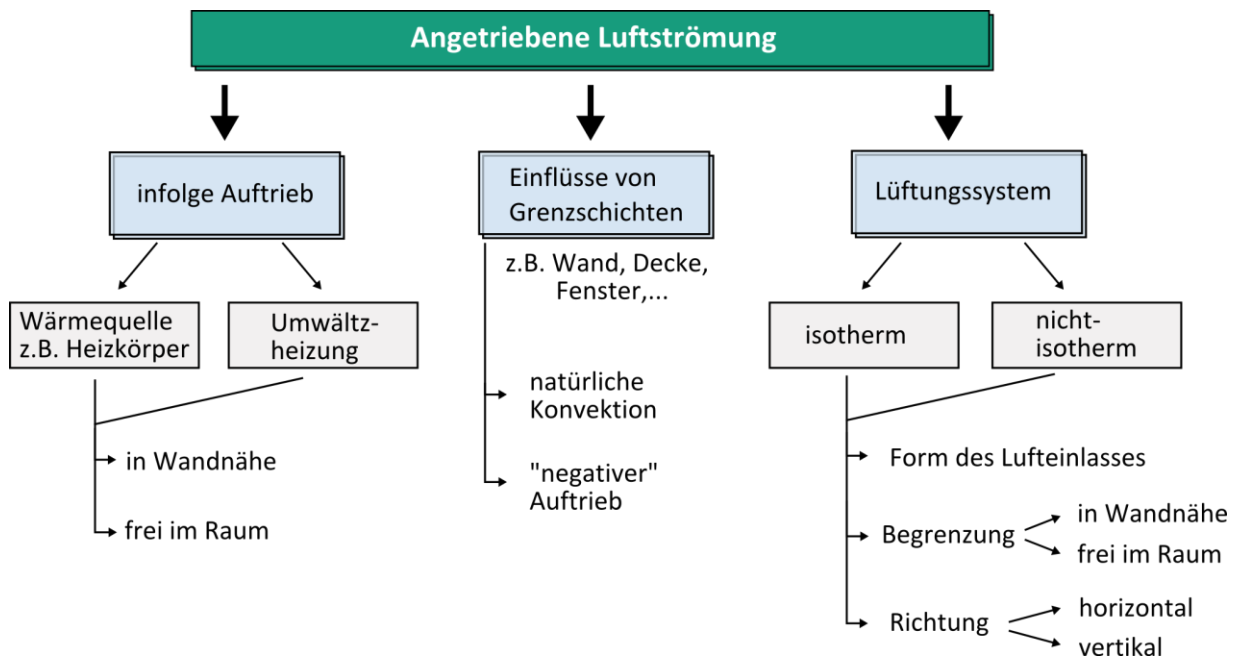 Angetriebene Luftströmung
infolge Auftrieb
Einflüsse von
Grenzschichten
Lüftungssystem
z.B. Wand, Decke,
Fenster,...
Wärmequelle
z.B. Heizkörper
Umwältz-
heizung
isotherm
nicht-
isotherm
natürliche
Konvektion
"negativer"
Auftrieb
in Wandnähe
frei im Raum
Form des Lufteinlasses
Begrenzung
in Wandnähe
frei im Raum
Richtung
horizontal
vertikal